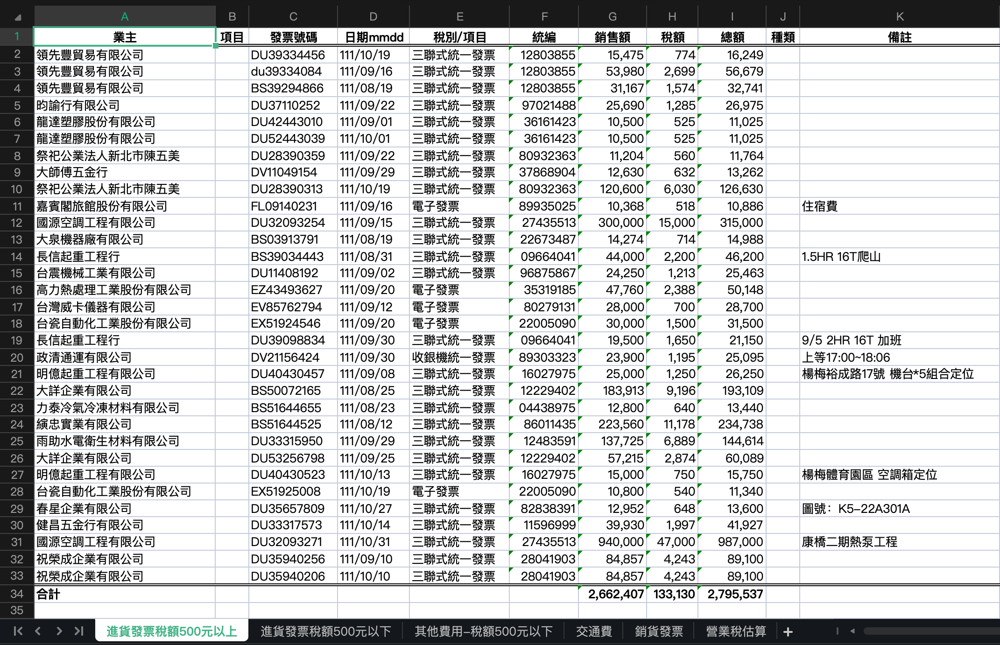 A B C D E F G H I J K
1 業主 項目 發票號碼 日期mmdd 稅別/項目 統編 銷售額 稅額 總額 種類 備註
2 領先豐貿易有限公司 DU39334456 111/10/19 三聯式統一發票 12803855 15,475 774 16,249
3 領先豐貿易有限公司 du39334084 111/09/16 三聯式統一發票 12803855 53,980 2,699 56,679
4 領先豐貿易有限公司 BS39294866 111/08/19 三聯式統一發票 12803855 31,167 1,574 32,741
5 昀諭行有限公司 DU37110252 111/09/22 三聯式統一發票 97021488 25,690 1,285 26,975
6 龍達塑膠股份有限公司 DU42443010 111/09/01 三聯式統一發票 36161423 10,500 525 11,025
7 龍達塑膠股份有限公司 DU52443039 111/10/01 三聯式統一發票 36161423 10,500 525 11,025
8 祭祀公業法人新北市陳五美 DU28390359 111/09/22 三聯式統一發票 80932363 11,204 560 11,764
9 大師傅五金行 DV11049154 111/09/29 三聯式統一發票 37868904 12,630 632 13,262
10 祭祀公業法人新北市陳五美 DU28390313 111/10/19 三聯式統一發票 80932363 120,600 6,030 126,630
11 嘉賓閣旅館股份有限公司 FL09140231 111/09/16 電子發票 89935025 10,368 518 10,886 住宿費
12 國源空調工程有限公司 DU32093254 111/09/15 三聯式統一發票 27435513 300,000 15,000 315,000
13 大泉機器廠有限公司 BS03913791 111/08/19 三聯式統一發票 22673487 14,274 714 14,988
14 長信起重工程行 BS39034443 111/08/31 三聯式統一發票 09664041 44,000 2,200 46,200 1.5HR 16T爬山
15 台震機械工業有限公司 DU11408192 111/09/02 三聯式統一發票 96875867 24,250 1,213 25,463
16 高力熱處理工業股份有限公司 EZ43493627 111/09/20 電子發票 35319185 47,760 2,388 50,148
17 台灣威卡儀器有限公司 EV85762794 111/09/12 電子發票 80279131 28,000 700 28,700
18 台瓷自動化工業股份有限公司 EX51924546 111/09/20 電子發票 22005090 30,000 1,500 31,500
19 長信起重工程行 DU39098834 111/09/30 三聯式統一發票 09664041 19,500 1,650 21,150 9/5 2HR 16T 加班
20 政清通運有限公司 DV21156424 111/09/30 收銀機統一發票 89303323 23,900 1,195 25,095 上等17:00~18:06
21 明億起重工程有限公司 DU40430457 111/09/08 三聯式統一發票 16027975 25,000 1,250 26,250 楊梅裕成路17號 機台*5組合定位
22 大詳企業有限公司 BS50072165 111/08/25 三聯式統一發票 12229402 183,913 9,196 193,109
23 力泰冷氣冷凍材料有限公司 BS51644655 111/08/23 三聯式統一發票 04438975 12,800 640 13,440
24 縯忠實業有限公司 BS51644525 111/08/12 三聯式統一發票 86011435 223,560 11,178 234,738
25 雨助水電衛生材料有限公司 DU33315950 111/09/29 三聯式統一發票 12483591 137,725 6,889 144,614
26 大詳企業有限公司 DU53256798 111/09/25 三聯式統一發票 12229402 57,215 2,874 60,089
27 明億起重工程有限公司 DU40430523 111/10/13 三聯式統一發票 16027975 15,000 750 15,750 楊梅體育園區 空調箱定位
28 台瓷自動化工業股份有限公司 EX51925008 111/10/19 電子發票 22005090 10,800 540 11,340
29 春星企業有限公司 DU35657809 111/10/27 三聯式統一發票 82838391 12,952 648 13,600 圖號：K5-22A301A
30 健昌五金行有限公司 DU33317573 111/10/14 三聯式統一發票 11596999 39,930 1,997 41,927
31 國源空調工程有限公司 DU32093271 111/10/31 三聯式統一發票 27435513 940,000 47,000 987,000 康橋二期熱泵工程
32 祝榮成企業有限公司 DU35940256 111/09/10 三聯式統一發票 28041903 84,857 4,243 89,100
33 祝榮成企業有限公司 DU35940206 111/10/10 三聯式統一發票 28041903 84,857 4,243 89,100
34 合計 2,662,407 133,130 2,795,537
35
進貨發票稅額500元以上 進貨發票稅額500元以下 其他費用-稅額500元以下 交通費 銷貨發票 營業稅估算 +